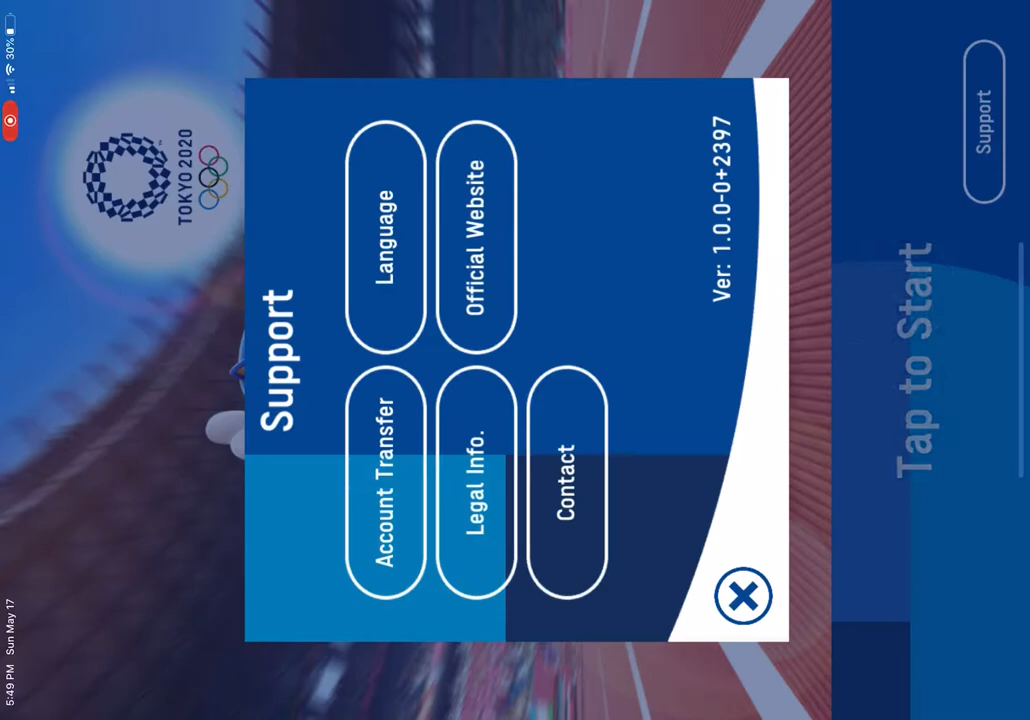 5:49 PM Sun May 17
30%
TOKYO 2020
Support
Account Transfer
Language
Legal Info.
Official Website
Contact
Ver: 1.0.0-0+2397
Tap to Start
Support